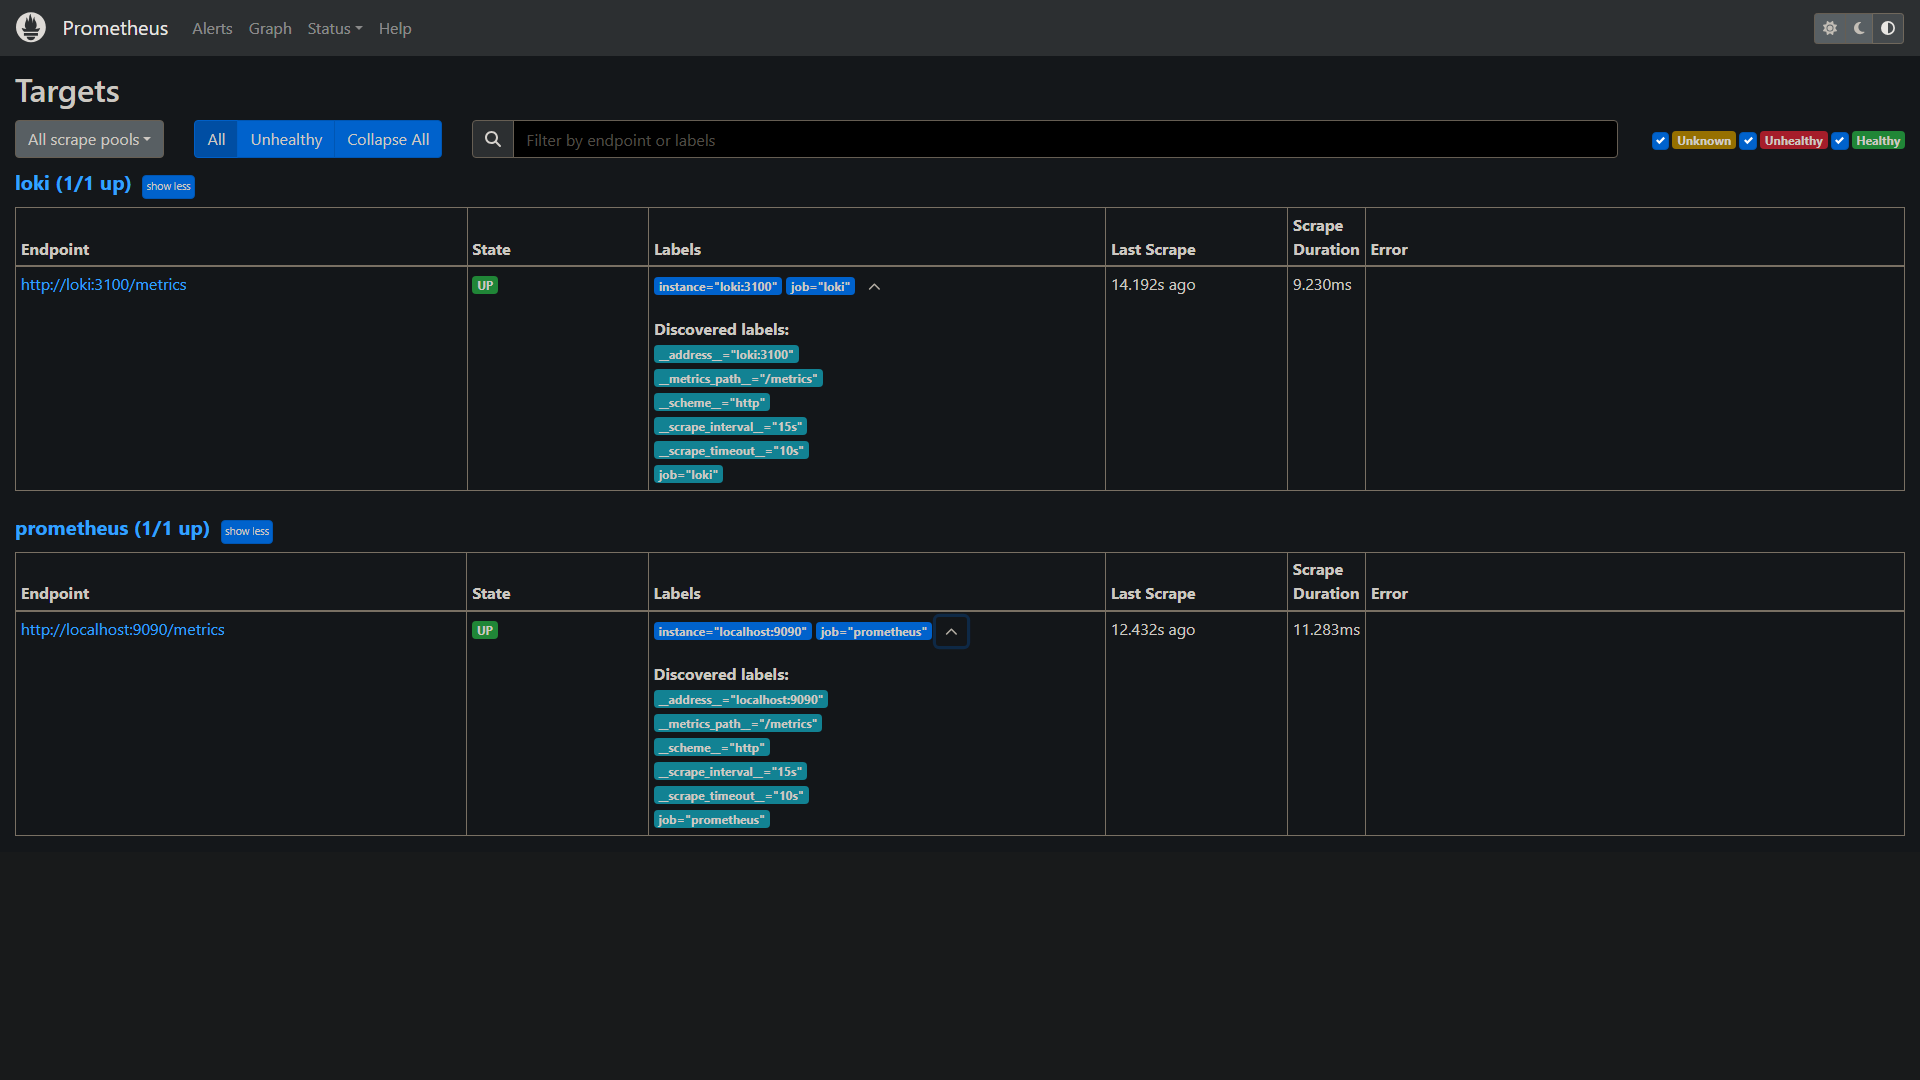 Prometheus Alerts Graph Status Help
Targets
All scrape pools All Unhealthy Collapse All Filter by endpoint or labels Unknown Unhealthy Healthy
loki (1/1 up) show less
Endpoint State Labels Last Scrape Scrape Duration Error
http://loki:3100/metrics UP instance="loki:3100" job="loki" 14.192s ago 9.230ms
Discovered labels:
__address__="loki:3100"
__metrics_path__="/metrics"
__scheme__="http"
__scrape_interval__="15s"
__scrape_timeout__="10s"
job="loki"
prometheus (1/1 up) show less
Endpoint State Labels Last Scrape Scrape Duration Error
http://localhost:9090/metrics UP instance="localhost:9090" job="prometheus" 12.432s ago 11.283ms
Discovered labels:
__address__="localhost:9090"
__metrics_path__="/metrics"
__scheme__="http"
__scrape_interval__="15s"
__scrape_timeout__="10s"
job="prometheus"